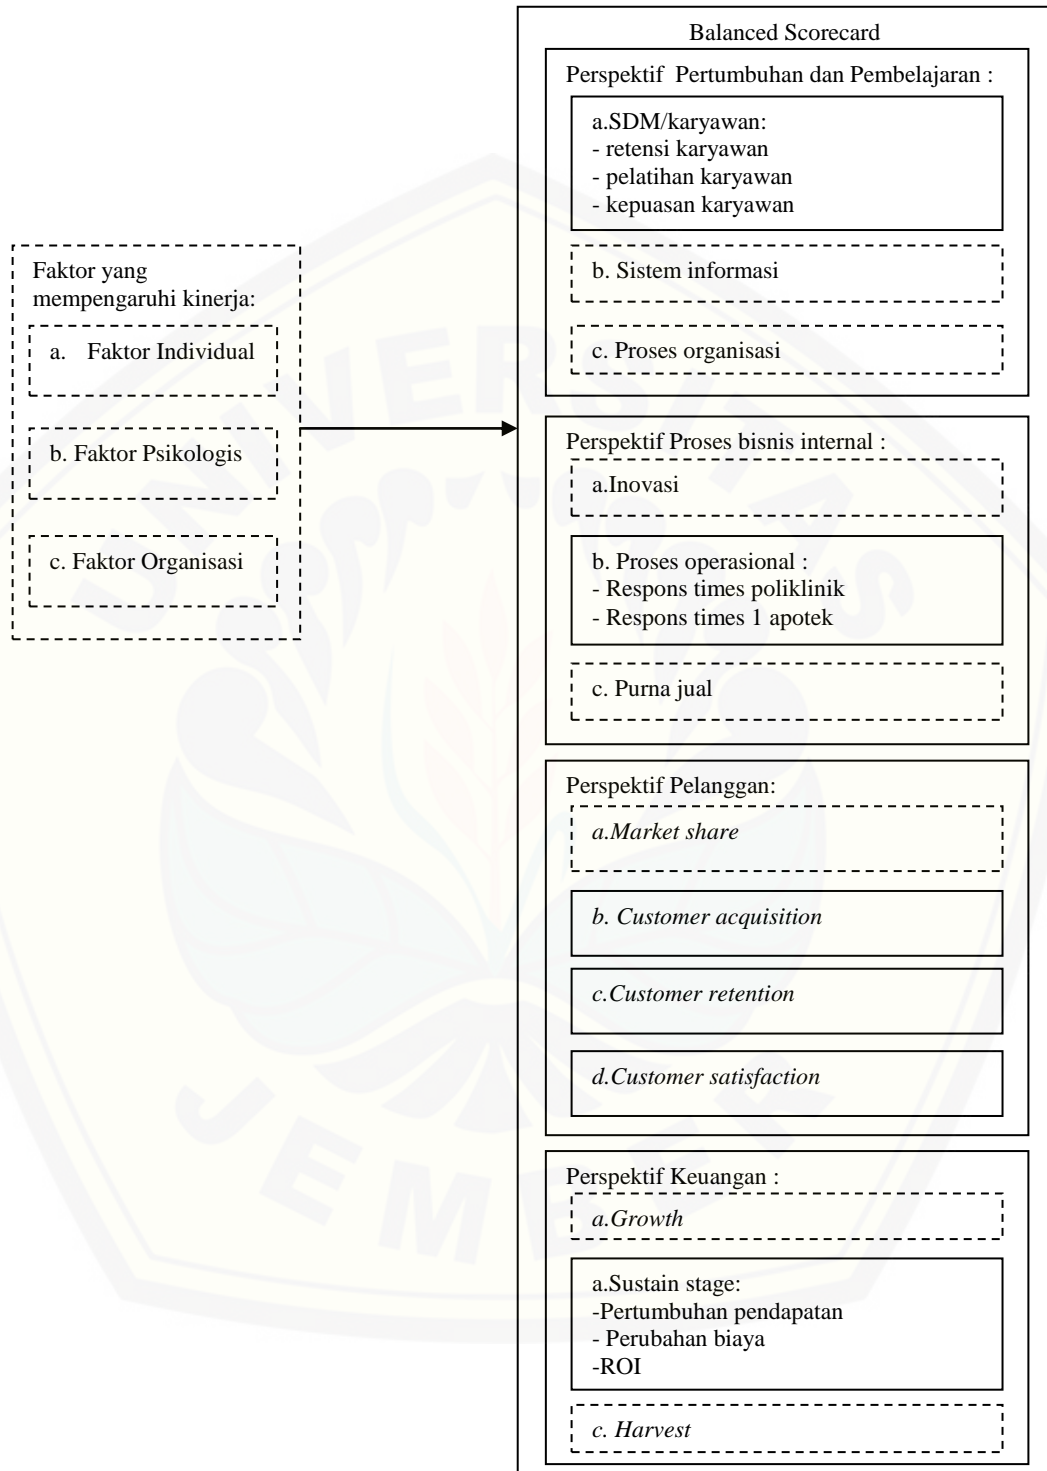 Balanced Scorecard
Perspektif Pertumbuhan dan Pembelajaran :
a.SDM/karyawan:
- retensi karyawan
- pelatihan karyawan
- kepuasan karyawan
b. Sistem informasi
c. Proses organisasi
Faktor yang
mempengaruhi kinerja:
a. Faktor Individual
b. Faktor Psikologis
c. Faktor Organisasi
Perspektif Proses bisnis internal :
a.Inovasi
b. Proses operasional :
- Respons times poliklinik
- Respons times 1 apotek
c. Purna jual
Perspektif Pelanggan:
a.Market share
b. Customer acquisition
c.Customer retention
d.Customer satisfaction
Perspektif Keuangan :
a.Growth
a.Sustain stage:
-Pertumbuhan pendapatan
- Perubahan biaya
-ROI
c. Harvest
UNIVERSITAS
JEMBER